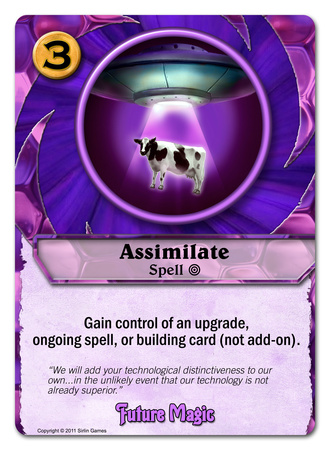 3
Assimilate
Spell ◎
Gain control of an upgrade,
ongoing spell, or building card (not add-on).
"We will add your technological distinctiveness to our
own...in the unlikely event that our technology is not
already superior."
Future Magic
Copyright © 2011 Sirlin Games